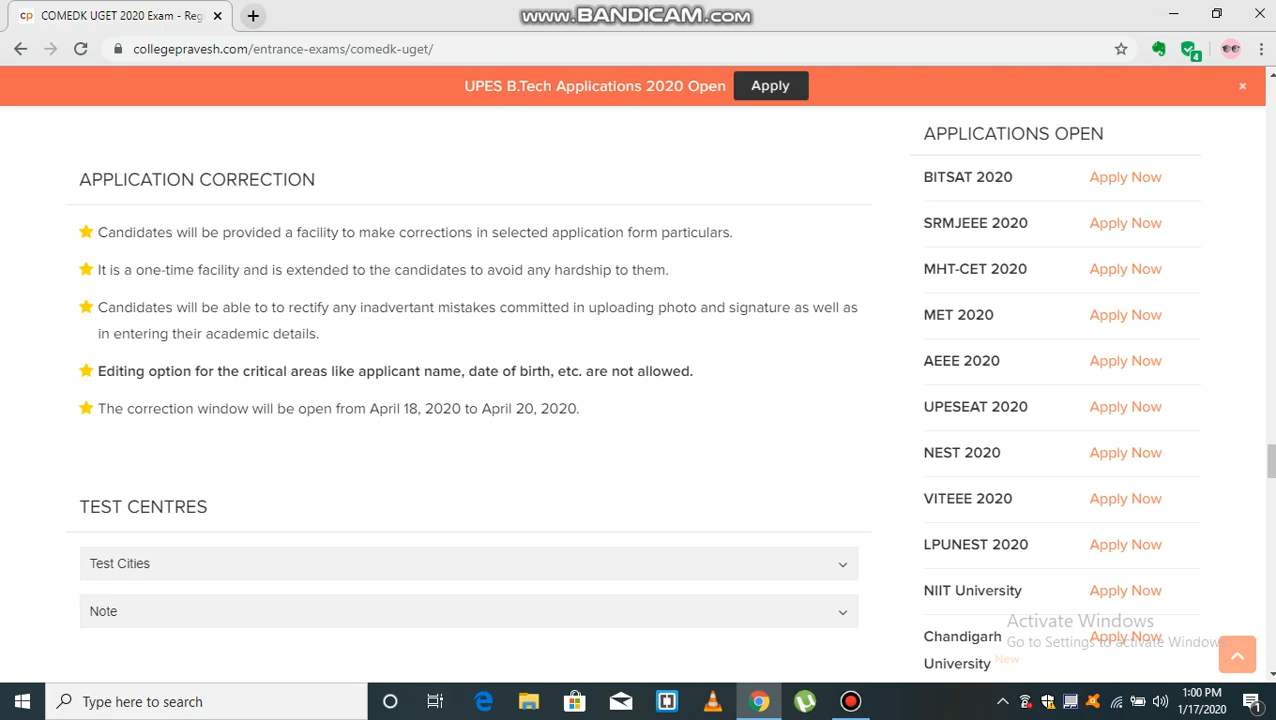 COMEDK UGET 2020 Exam - Reg
www.BANDICAM.com
collegepravesh.com/entrance-exams/comedk-uget/
4
UPES B.Tech Applications 2020 Open Apply
APPLICATION CORRECTION
Candidates will be provided a facility to make corrections in selected application form particulars.
It is a one-time facility and is extended to the candidates to avoid any hardship to them.
Candidates will be able to to rectify any inadvertent mistakes committed in uploading photo and signature as well as
in entering their academic details.
Editing option for the critical areas like applicant name, date of birth, etc. are not allowed.
The correction window will be open from April 18, 2020 to April 20, 2020.
TEST CENTRES
Test Cities
Note
APPLICATIONS OPEN
BITSAT 2020 Apply Now
SRMJEEE 2020 Apply Now
MHT-CET 2020 Apply Now
MET 2020 Apply Now
AEEE 2020 Apply Now
UPESEAT 2020 Apply Now
NEST 2020 Apply Now
VITEEE 2020 Apply Now
LPUNEST 2020 Apply Now
NIIT University Apply Now
Chandigarh Apply Now
University New
Activate Windows
Go to Settings to activate Windows.
Type here to search
1:00 PM
1/17/2020
1